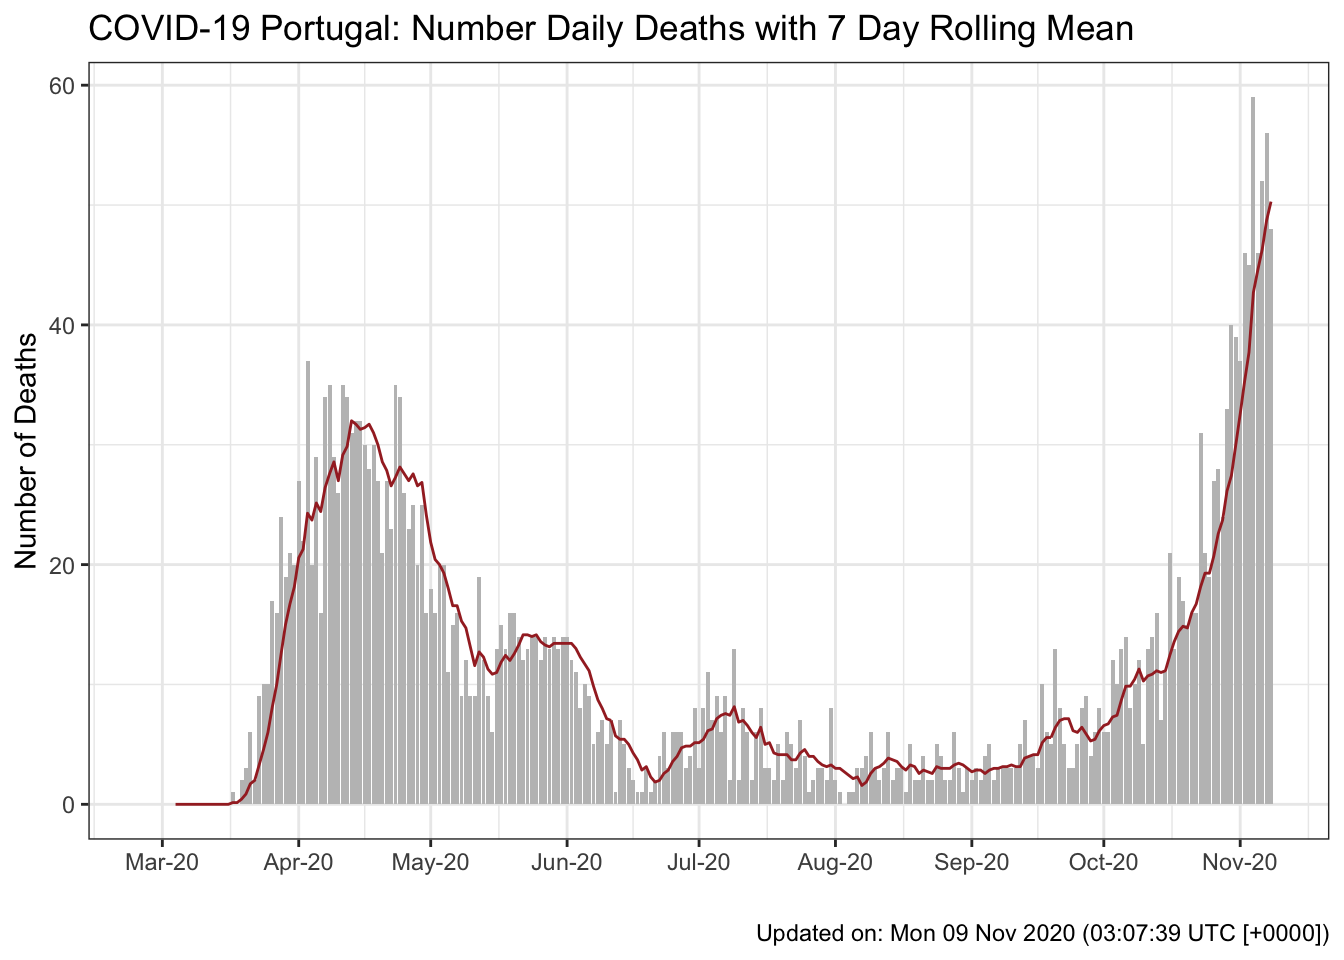 COVID-19 Portugal: Number Daily Deaths with 7 Day Rolling Mean
Number of Deaths
60
40
20
0
Mar-20 Apr-20 May-20 Jun-20 Jul-20 Aug-20 Sep-20 Oct-20 Nov-20
Updated on: Mon 09 Nov 2020 (03:07:39 UTC [+0000])